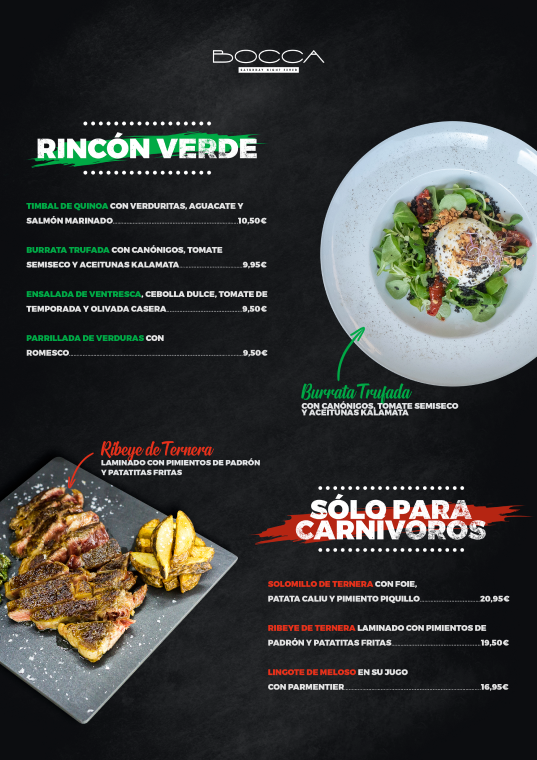 BOCCA
SATURDAY NIGHT FEVER
RINCÓN VERDE
TIMBAL DE QUINOA CON VERDURITAS, AGUACATE Y
SALMÓN MARINADO 10,50€
BURRATA TRUFADA CON CANÓNIGOS, TOMATE
SEMISECO Y ACEITUNAS KALAMATA 9,95€
ENSALADA DE VENTRESCA, CEBOLLA DULCE, TOMATE DE
TEMPORADA Y OLIVADA CASERA 9,50€
PARRILLADA DE VERDURAS CON
ROMESCO 9,50€
Burrata Trufada
CON CANÓNIGOS, TOMATE SEMISECO
Y ACEITUNAS KALAMATA
Ribeye de Ternera
LAMINADO CON PIMIENTOS DE PADRÓN
Y PATATITAS FRITAS
SÓLO PARA
CARNIVOROS
SOLOMILLO DE TERNERA CON FOIE,
PATATA CALIU Y PIMIENTO PIQUILLO 20,95€
RIBEYE DE TERNERA LAMINADO CON PIMIENTOS DE
PADRÓN Y PATATITAS FRITAS 19,50€
LINGOTE DE MELOSO EN SU JUGO
CON PARMENTIER 16,95€